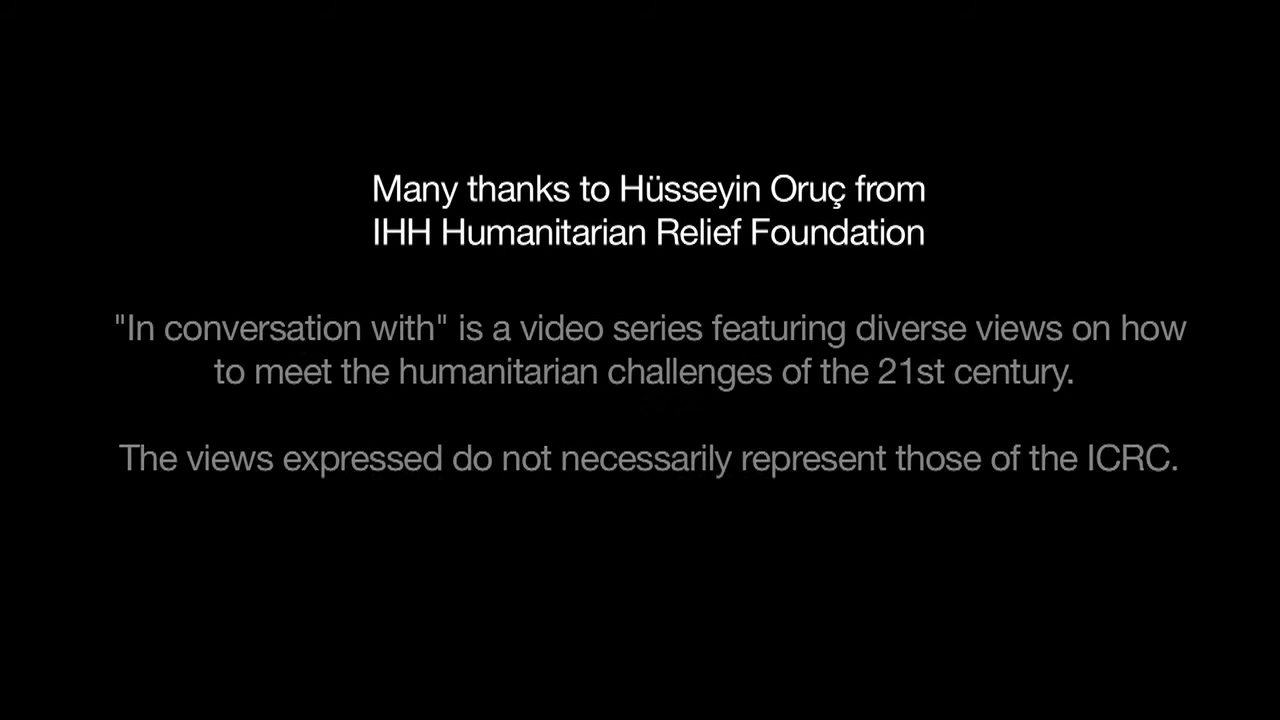 Many thanks to Hüsseyin Oruç from
IHH Humanitarian Relief Foundation
"In conversation with" is a video series featuring diverse views on how
to meet the humanitarian challenges of the 21st century.
The views expressed do not necessarily represent those of the ICRC.